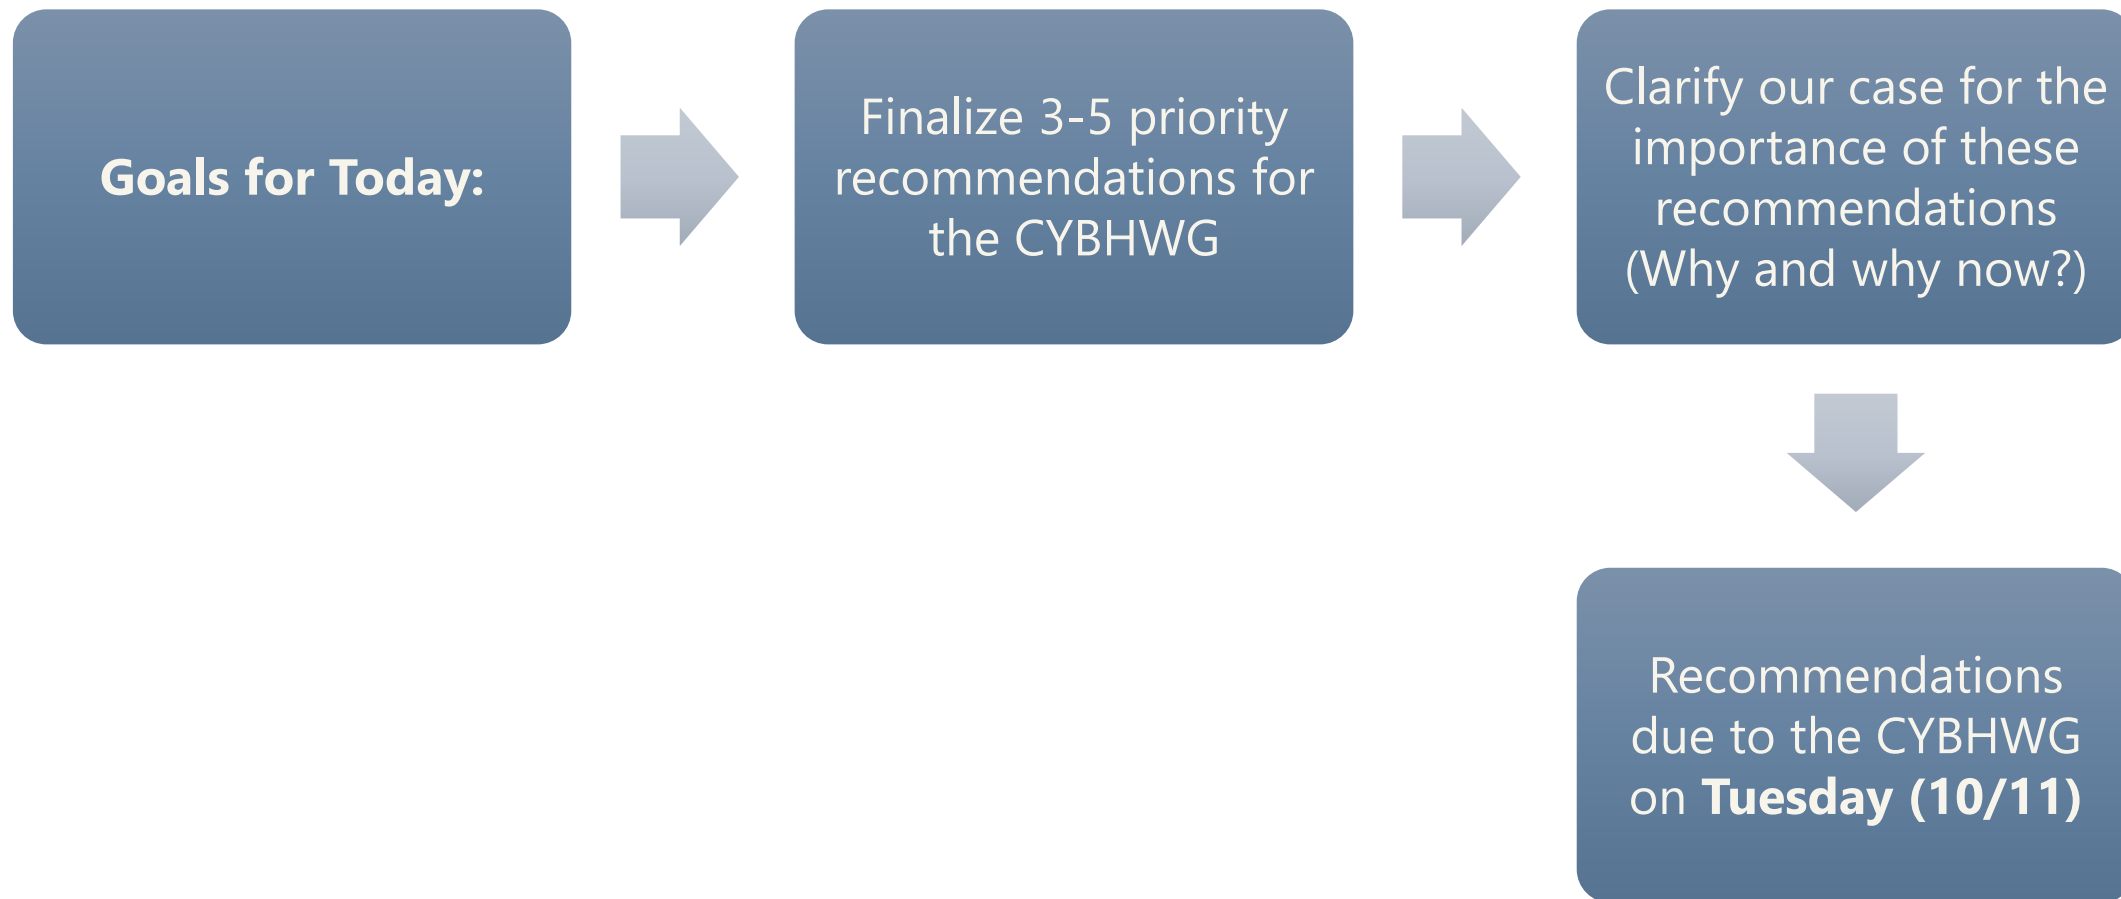 Goals for Today:
Finalize 3-5 priority
recommendations for
the CYBHWG
Clarify our case for the
importance of these
recommendations
(Why and why now?)
Recommendations
due to the CYBHWG
on Tuesday (10/11)